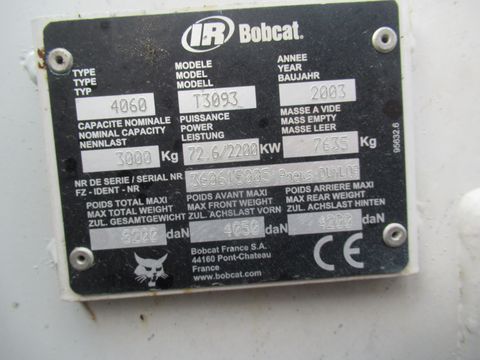 IR Bobcat.
TYPE MODELE ANNEE
TYPE MODEL YEAR
TYP MODELL BAUJAHR
4060 T3093 2003
CAPACITE NOMINALE PUISSANCE MASSE A VIDE
NOMINAL CAPACITY POWER MASS EMPTY
NENNLAST LEISTUNG MASSE LEER
3000 Kg 72.6/2200 KW 7635 Kg
NR DE SERIE / SERIAL NR
FZ - IDENT - NR
POIDS TOTAL MAXI POIDS AVANT MAXI POIDS ARRIERE MAXI
MAX TOTAL WEIGHT MAX FRONT WEIGHT MAX REAR WEIGHT
ZUL. GESAMTGEWICHT ZUL. ACHSLAST VORN ZUL. ACHSLAST HINTEN
daN 4050 daN daN
Bobcat France S.A.
44160 Pont-Chateau
France
www.bobcat.com
CE
95632.6